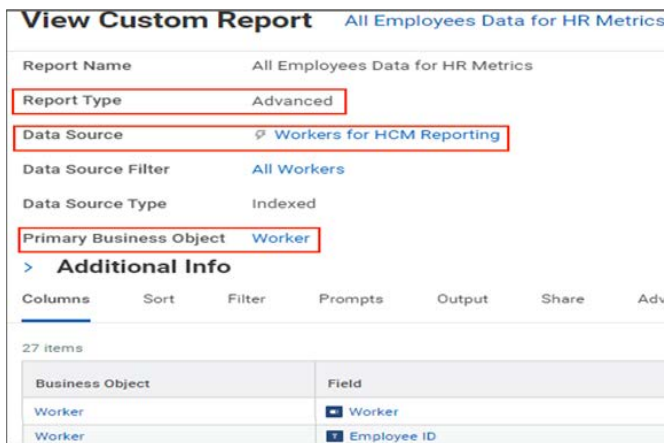 View Custom Report All Employees Data for HR Metrics
Report Name All Employees Data for HR Metrics
Report Type Advanced
Data Source Workers for HCM Reporting
Data Source Filter All Workers
Data Source Type Indexed
Primary Business Object Worker
> Additional Info
Columns Sort Filter Prompts Output Share Adv
27 items
Business Object Field
Worker Worker
Worker Employee ID